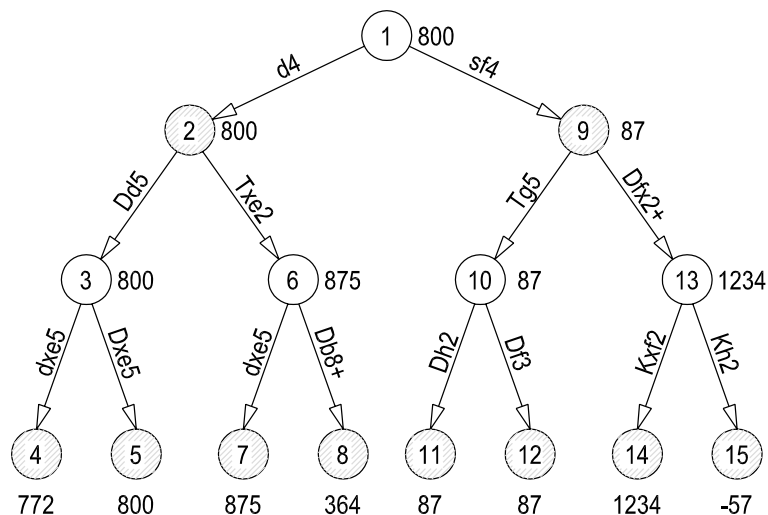 1 800
d4 sf4
2 800 9 87
Dd5 Txe2 Tg5 Dfx2+
3 800 6 875 10 87 13 1234
dxe5 Dxe5 dxe5 Db8+ Dh2 Df3 Kxf2 Kh2
4 5 7 8 11 12 14 15
772 800 875 364 87 87 1234 -57